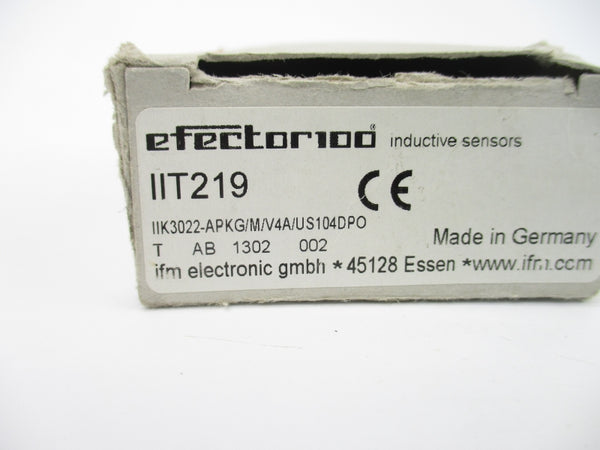 efector100® inductive sensors
IIT219 CE
IIK3022-APKG/M/V4A/US104DPO
T AB 1302 002 Made in Germany
ifm electronic gmbh * 45128 Essen * www.ifm.com